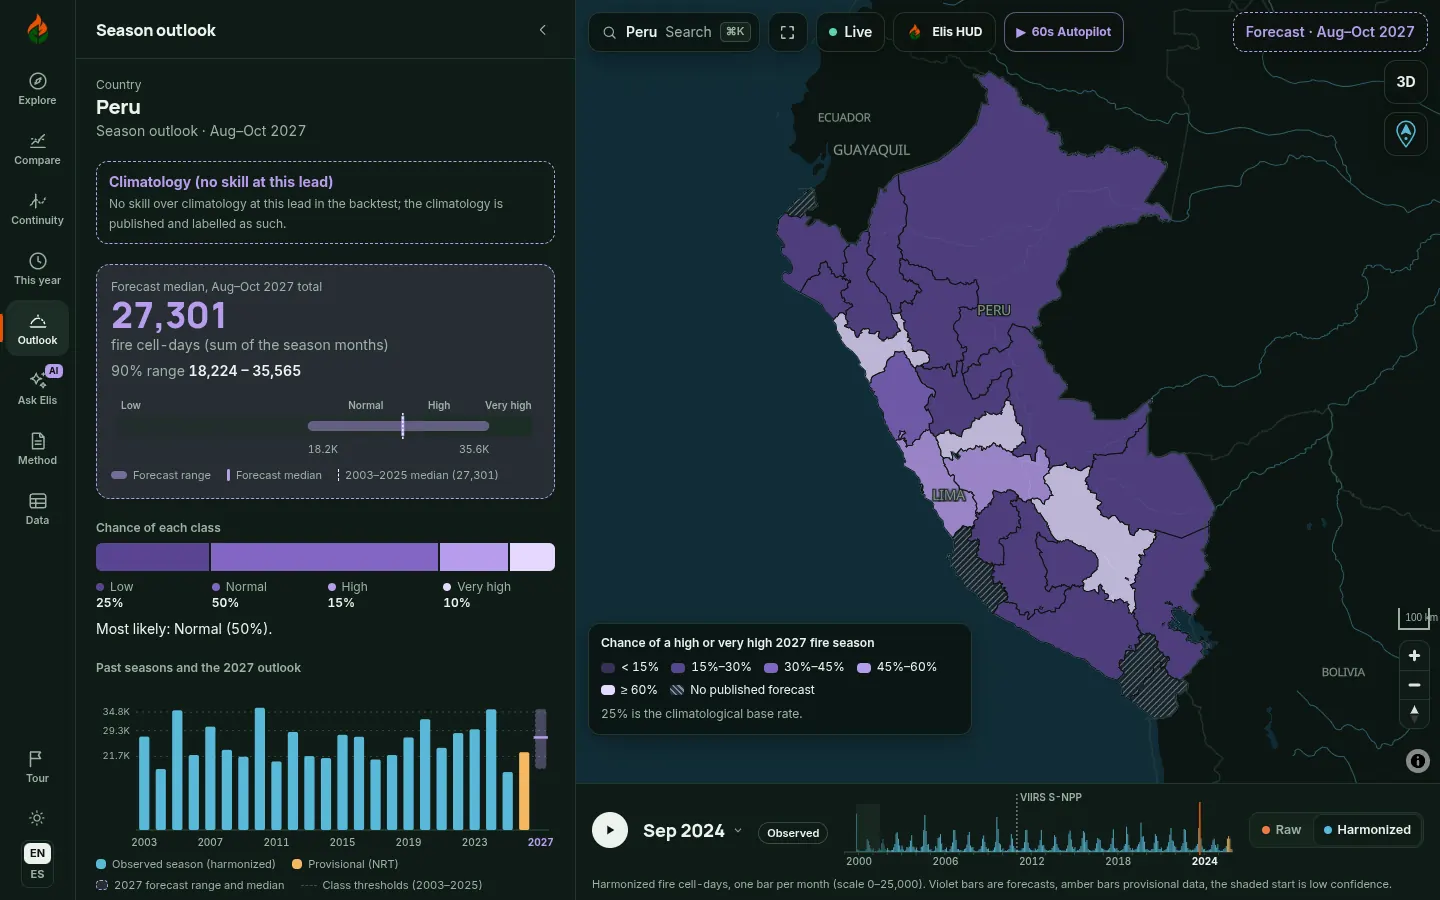 Explore
Compare
Continuity
This year
Outlook
AI
Ask Elis
Method
Data
Tour
EN
ES
Season outlook
Country
Peru
Season outlook · Aug–Oct 2027
Climatology (no skill at this lead)
No skill over climatology at this lead in the backtest; the climatology is
published and labelled as such.
Forecast median, Aug–Oct 2027 total
27,301
fire cell-days (sum of the season months)
90% range 18,224 – 35,565
Low Normal High Very high
18.2K 35.6K
Forecast range Forecast median 2003–2025 median (27,301)
Chance of each class
Low Normal High Very high
25% 50% 15% 10%
Most likely: Normal (50%).
Past seasons and the 2027 outlook
34.8K
29.3K
21.7K
2003 2007 2011 2015 2019 2023 2027
Observed season (harmonized) Provisional (NRT)
2027 forecast range and median Class thresholds (2003–2025)
Peru Search ⌘K
Live
Elis HUD
60s Autopilot
Forecast · Aug–Oct 2027
3D
ECUADOR
GUAYAQUIL
PERU
LIMA
BOLIVIA
100 km
Chance of a high or very high 2027 fire season
< 15% 15%–30% 30%–45% 45%–60%
≥ 60% No published forecast
25% is the climatological base rate.
Sep 2024
Observed
VIIRS S-NPP
2000 2006 2012 2018 2024
Raw Harmonized
Harmonized fire cell-days, one bar per month (scale 0–25,000). Violet bars are forecasts, amber bars provisional data, the shaded start is low confidence.